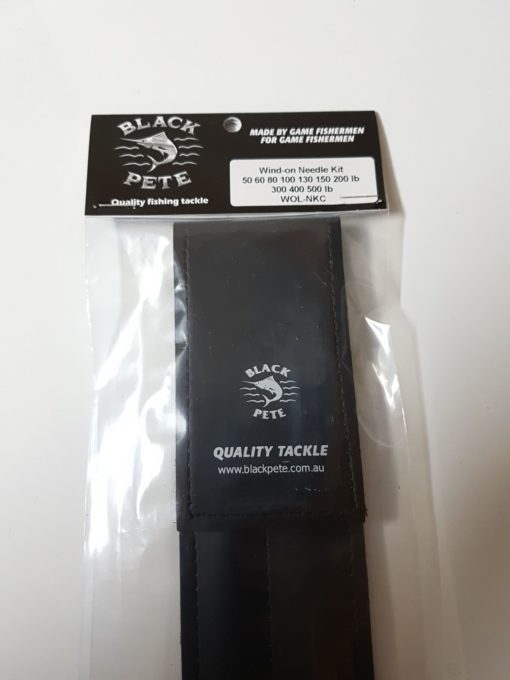 BLACK
PETE
Quality fishing tackle
MADE BY GAME FISHERMEN
FOR GAME FISHERMEN
Wind-on Needle Kit
50 60 80 100 130 150 200 lb
300 400 500 lb
WOL-NKC
BLACK
PETE
QUALITY TACKLE
www.blackpete.com.au